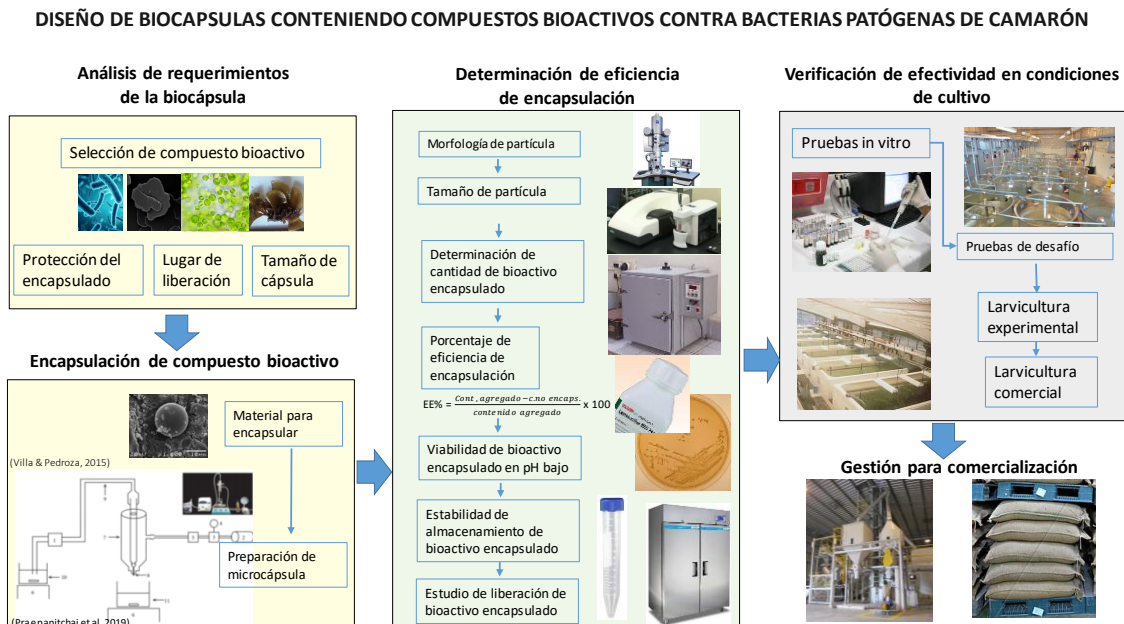 DISEÑO DE BIOCAPSULAS CONTENIENDO COMPUESTOS BIOACTIVOS CONTRA BACTERIAS PATÓGENAS DE CAMARÓN
Análisis de requerimientos
de la biocápsula
Selección de compuesto bioactivo
Protección del
encapsulado
Lugar de
liberación
Tamaño de
cápsula
Encapsulación de compuesto bioactivo
Material para
encapsular
(Villa & Pedroza, 2015)
Preparación de
microcápsula
(Praepanitchai et al. 2019)
Determinación de eficiencia
de encapsulación
Morfología de partícula
Tamaño de partícula
Determinación de
cantidad de bioactivo
encapsulado
Porcentaje de
eficiencia de
encapsulación
EE% = Cont, agregado−c.no encaps. / contenido agregado x 100
Viabilidad de bioactivo
encapsulado en pH bajo
Estabilidad de
almacenamiento de
bioactivo encapsulado
Estudio de liberación de
bioactivo encapsulado
Verificación de efectividad en condiciones
de cultivo
Pruebas in vitro
Pruebas de desafío
Larvicultura
experimental
Larvicultura
comercial
Gestión para comercialización